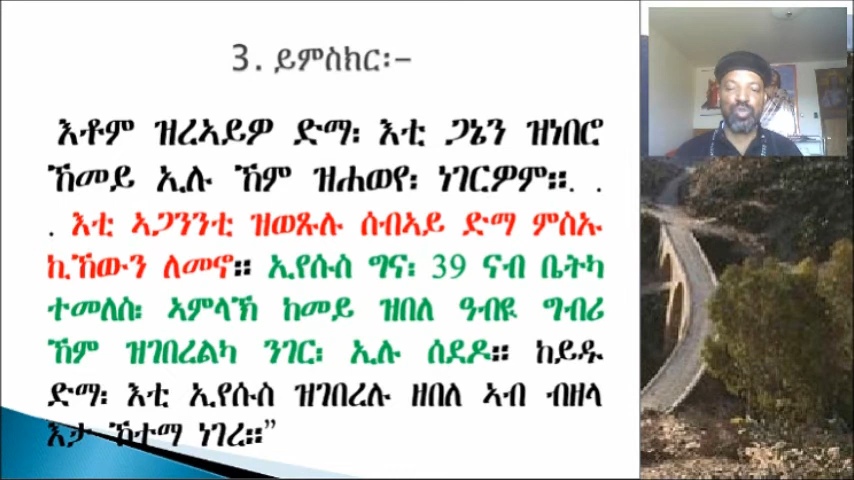 3. ይምስክር፡–
እቶም ዝረኣይዎ ድማ፡ እቲ ጋኔን ዝነበሮ
ኸመይ ኢሉ ኸም ዝሐወየ፡ ነገርዎም።. .
. እቲ ኣጋንንቲ ዝወጹሉ ሰብኣይ ድማ ምስኡ
ኪኸውን ለመኖ። ኢየሱስ ግና፡ 39 ናብ ቤትካ
ተመለስ፡ ኣምላኽ ከመይ ዝበለ ዓብዪ ግብሪ
ኸም ዝገበረልካ ንገር፡ ኢሉ ሰደዶ። ከይዱ
ድማ፡ እቲ ኢየሱስ ዝገበረሉ ዘበለ ኣብ ብዘላ
እታ ኸተማ ነገረ።”